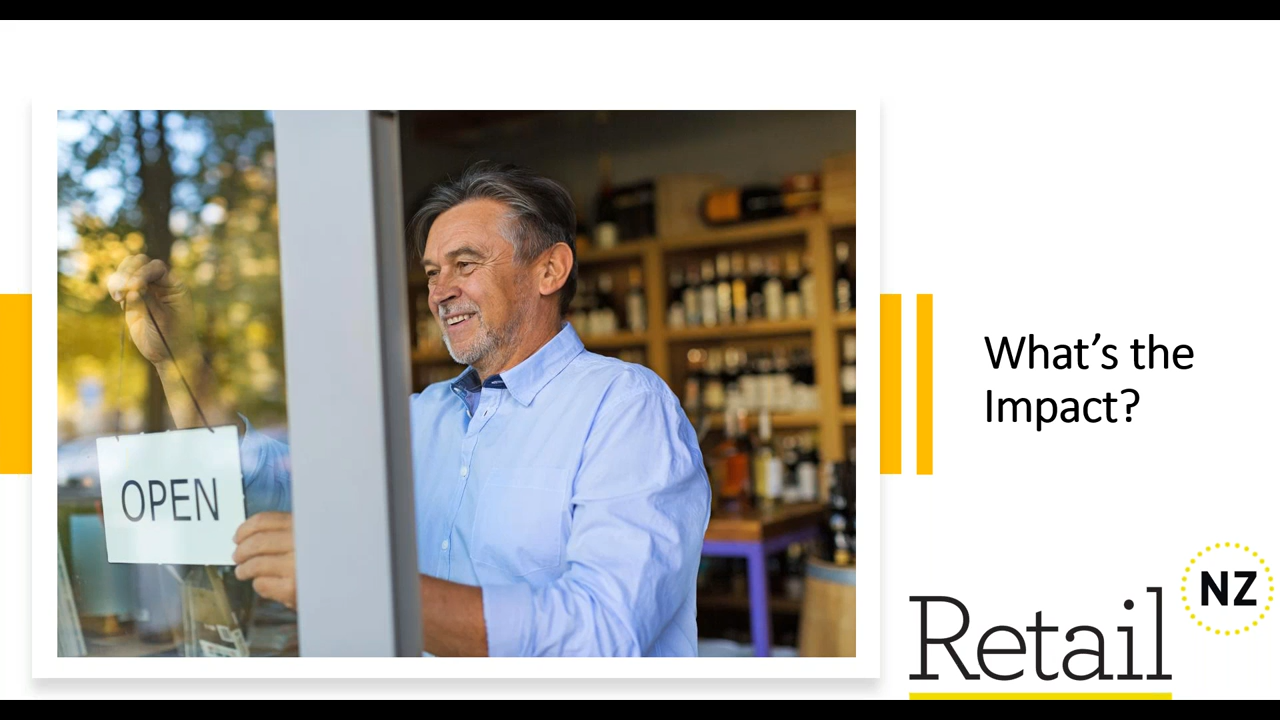 OPEN
What’s the
Impact?
Retail
NZ